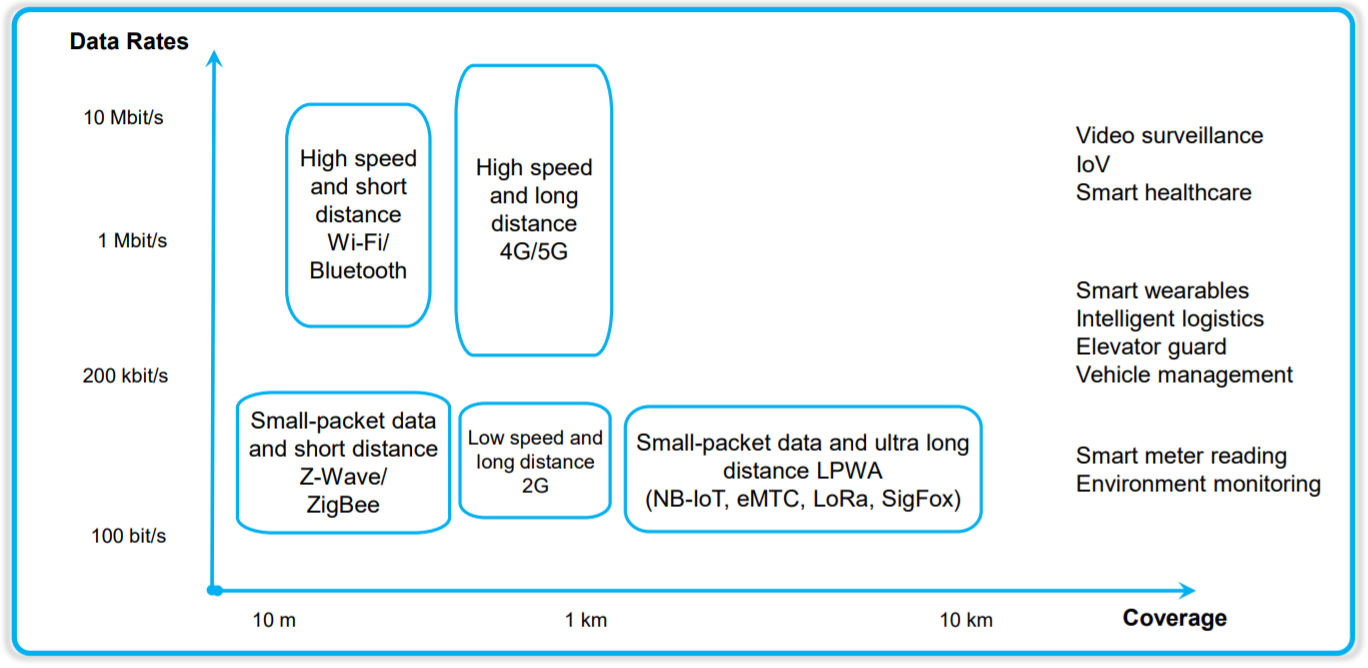 Data Rates
10 Mbit/s
1 Mbit/s
200 kbit/s
100 bit/s
High speed
and short
distance
Wi-Fi/
Bluetooth
High speed
and long
distance
4G/5G
Small-packet data
and short distance
Z-Wave/
ZigBee
Low speed and
long distance
2G
Small-packet data and ultra long
distance LPWA
(NB-IoT, eMTC, LoRa, SigFox)
Video surveillance
IoV
Smart healthcare
Smart wearables
Intelligent logistics
Elevator guard
Vehicle management
Smart meter reading
Environment monitoring
10 m
1 km
10 km
Coverage